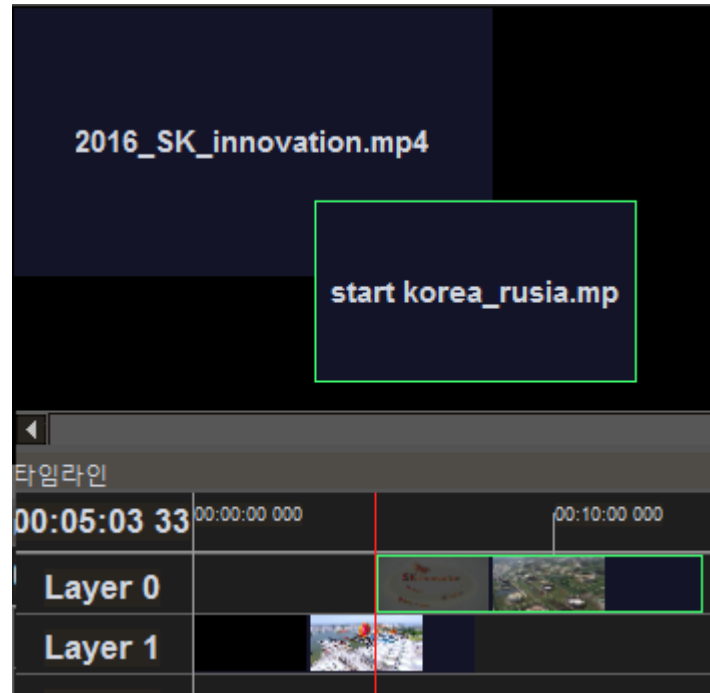 2016_SK_innovation.mp4
start korea_rusia.mp
타임라인
00:05:03 33
00:00:00 000
00:10:00 000
Layer 0
Layer 1